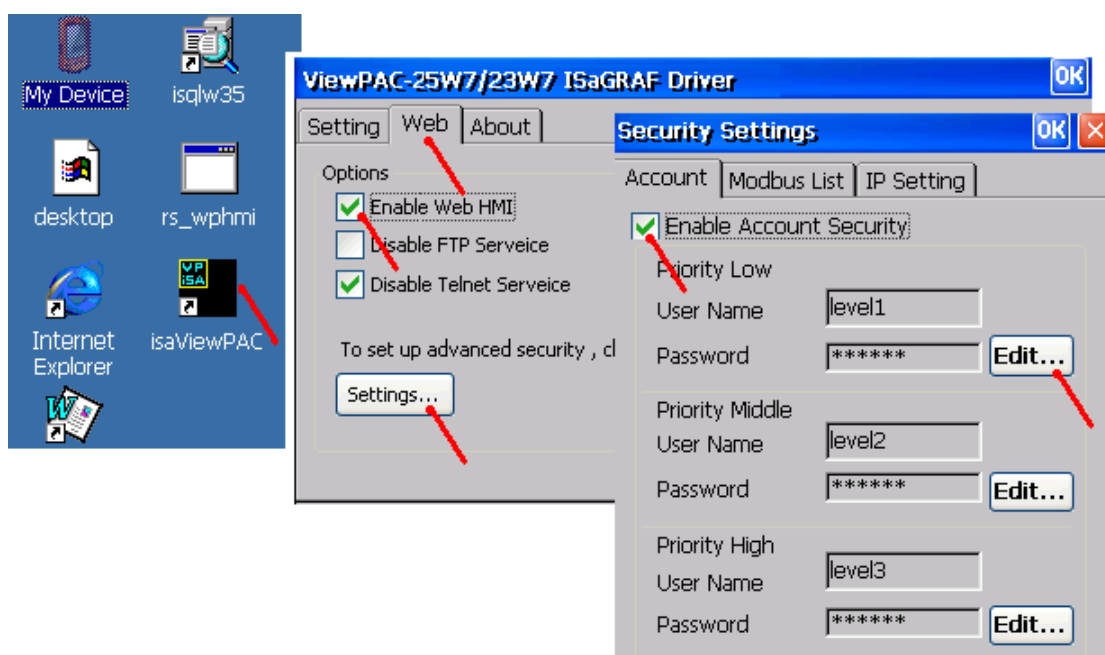 My Device
isqlw35
desktop
rs_wphmi
VP
iSA
Internet
Explorer
isaViewPAC
W
ViewPAC-25W7/23W7 ISaGRAF Driver
OK
Setting
Web
About
Options
Enable Web HMI
Disable FTP Serveice
Disable Telnet Serveice
To set up advanced security , cl
Settings...
Security Settings
OK
Account
Modbus List
IP Setting
Enable Account Security
Priority Low
User Name
level1
Password
******
Edit...
Priority Middle
User Name
level2
Password
******
Edit...
Priority High
User Name
level3
Password
******
Edit...